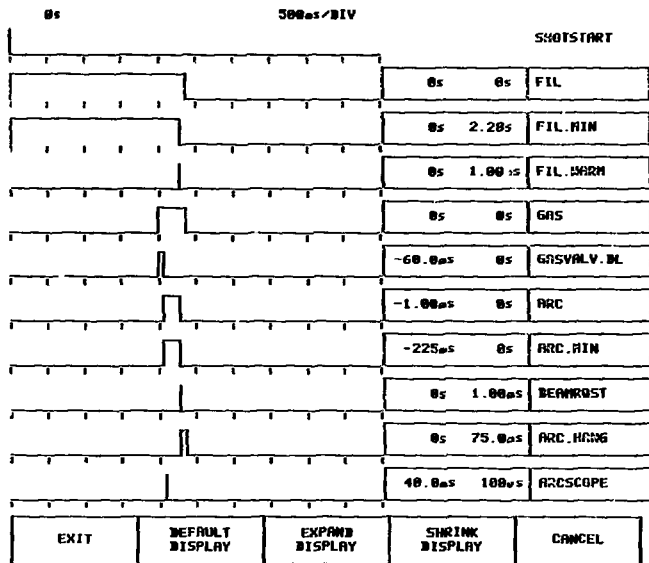 0s 500ms/DIV
SHOTSTART
0s 0s FIL
0s 2.20s FIL.MIN
0s 1.00 FIL.WARM
0s 0s GAS
-60.0ms 0s GASVALV.DL
-1.00ms 0s ARC
-225ms 0s ARC.MIN
0s 1.00ms BEAMRQST
0s 75.0ms ARC.HANG
40.0ms 100us ARCSCOPE
EXIT DEFAULT DISPLAY EXPAND DISPLAY SHRINK DISPLAY CANCEL